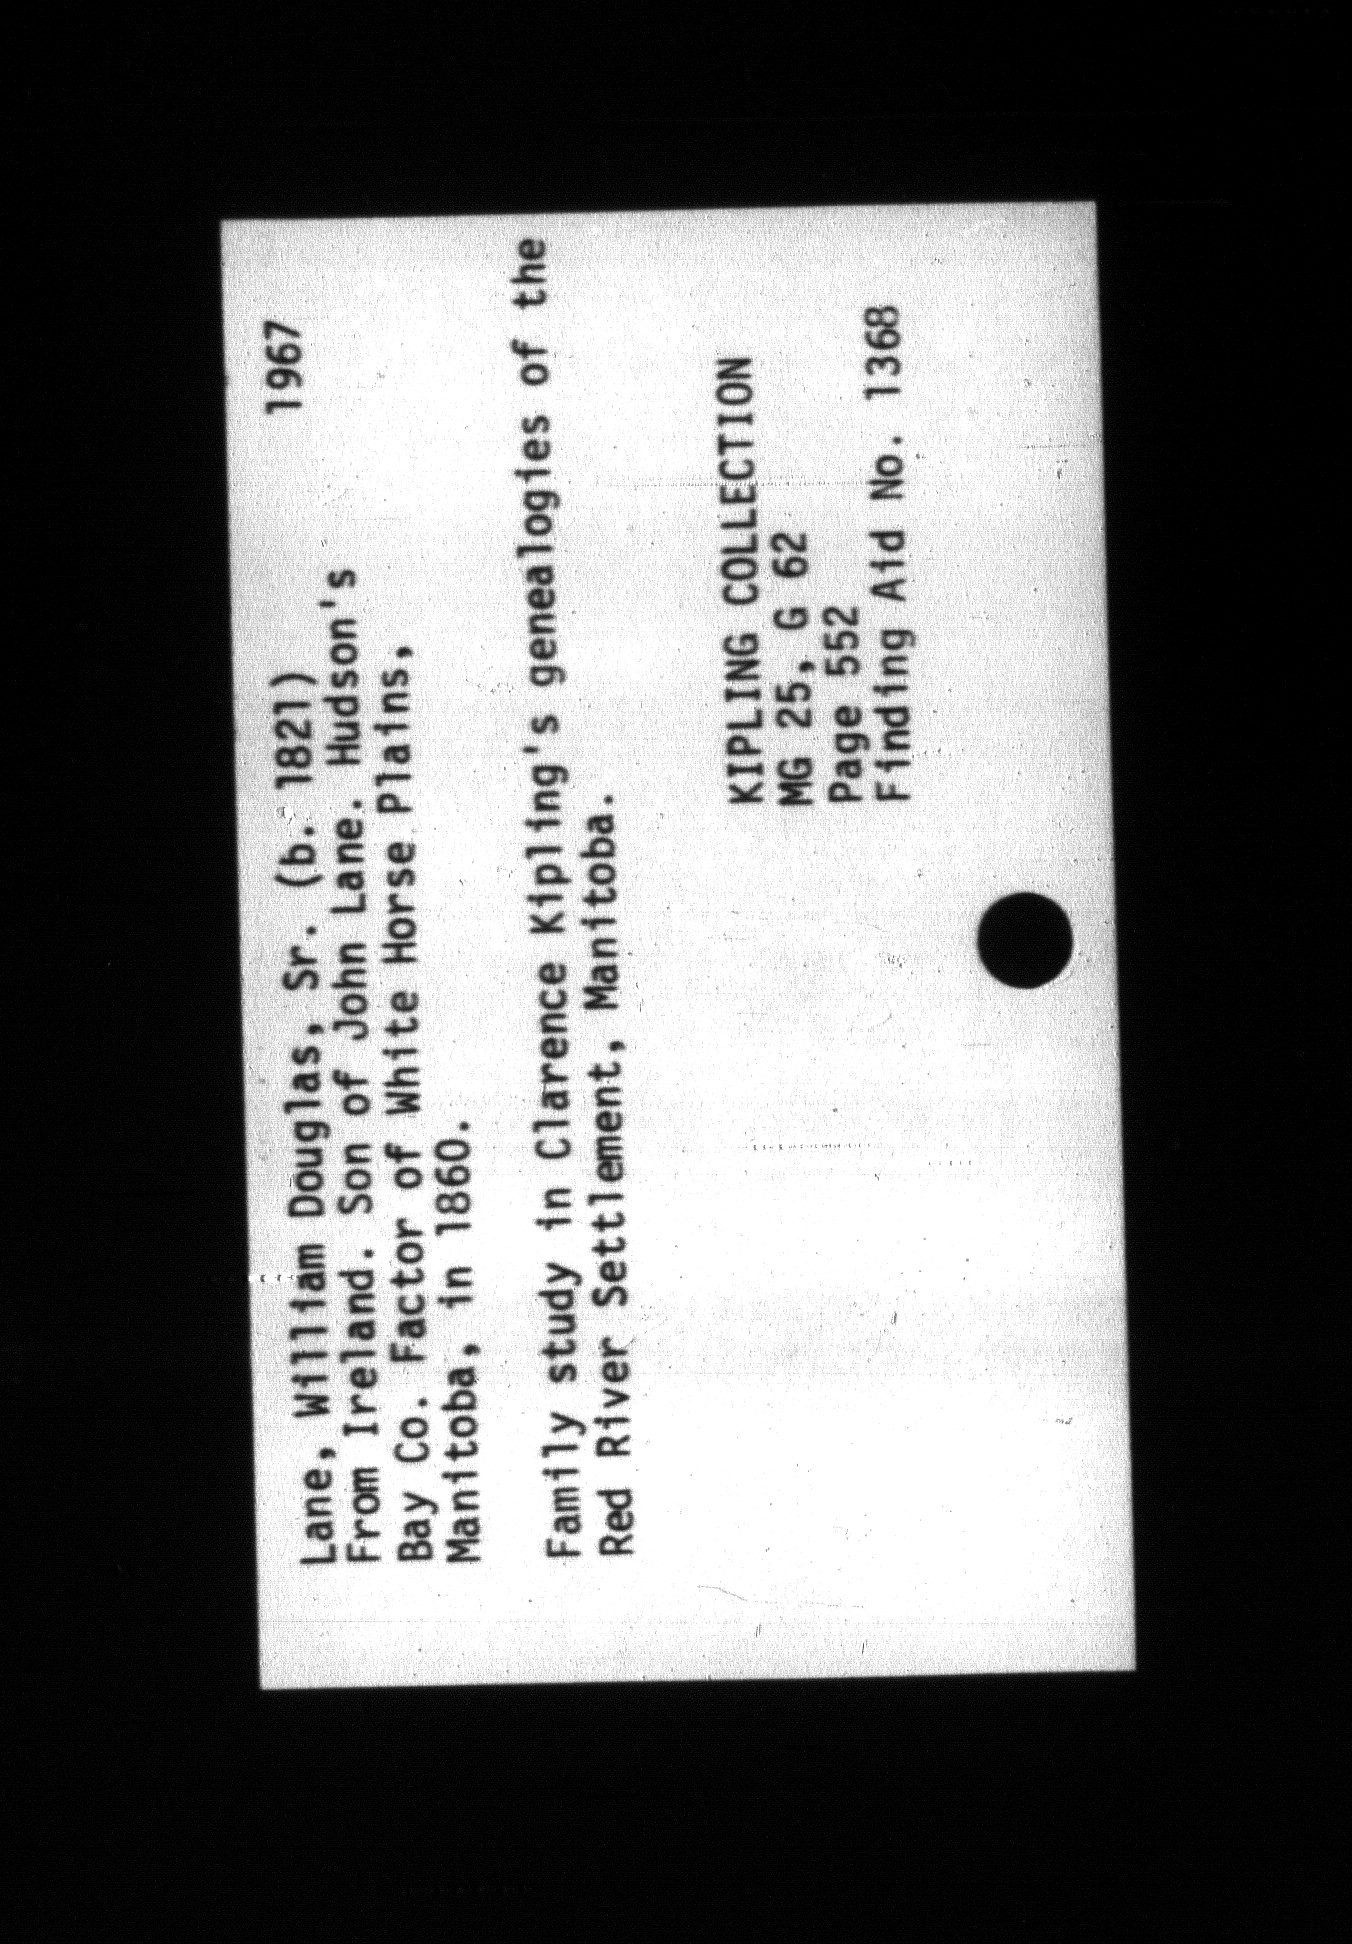 Lane, William Douglas, Sr. (b. 1821) 1967
From Ireland. Son of John Lane. Hudson's
Bay Co. Factor of White Horse Plains,
Manitoba, in 1860.
Family study in Clarence Kipling's genealogies of the
Red River Settlement, Manitoba.
KIPLING COLLECTION
MG 25, G 62
Page 552
Finding Aid No. 1368